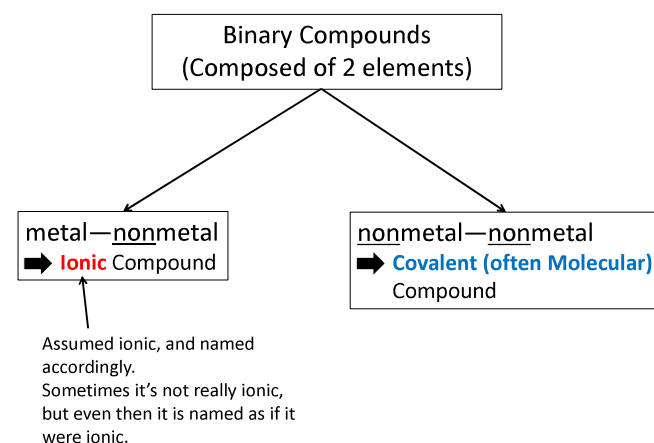 Binary Compounds
(Composed of 2 elements)
metal—nonmetal
Ionic Compound
nonmetal—nonmetal
Covalent (often Molecular)
Compound
Assumed ionic, and named
accordingly.
Sometimes it’s not really ionic,
but even then it is named as if it
were ionic.